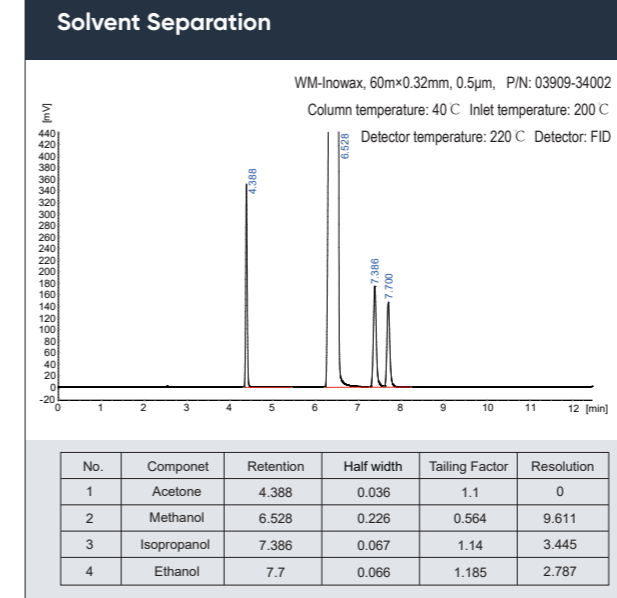 Solvent Separation
WM-Inowax, 60m×0.32mm, 0.5μm, P/N: 03909-34002
Column temperature: 40℃ Inlet temperature: 200℃
Detector temperature: 220℃ Detector: FID
[mV]
440
420
400
380
360
340
320
300
280
260
240
220
200
180
160
140
120
100
80
60
40
20
0
-20
4.388
6.528
7.386
7.700
0 1 2 3 4 5 6 7 8 9 10 11 12 [min]
No. Componet Retention Half width Tailing Factor Resolution
1 Acetone 4.388 0.036 1.1 0
2 Methanol 6.528 0.226 0.564 9.611
3 Isopropanol 7.386 0.067 1.14 3.445
4 Ethanol 7.7 0.066 1.185 2.787